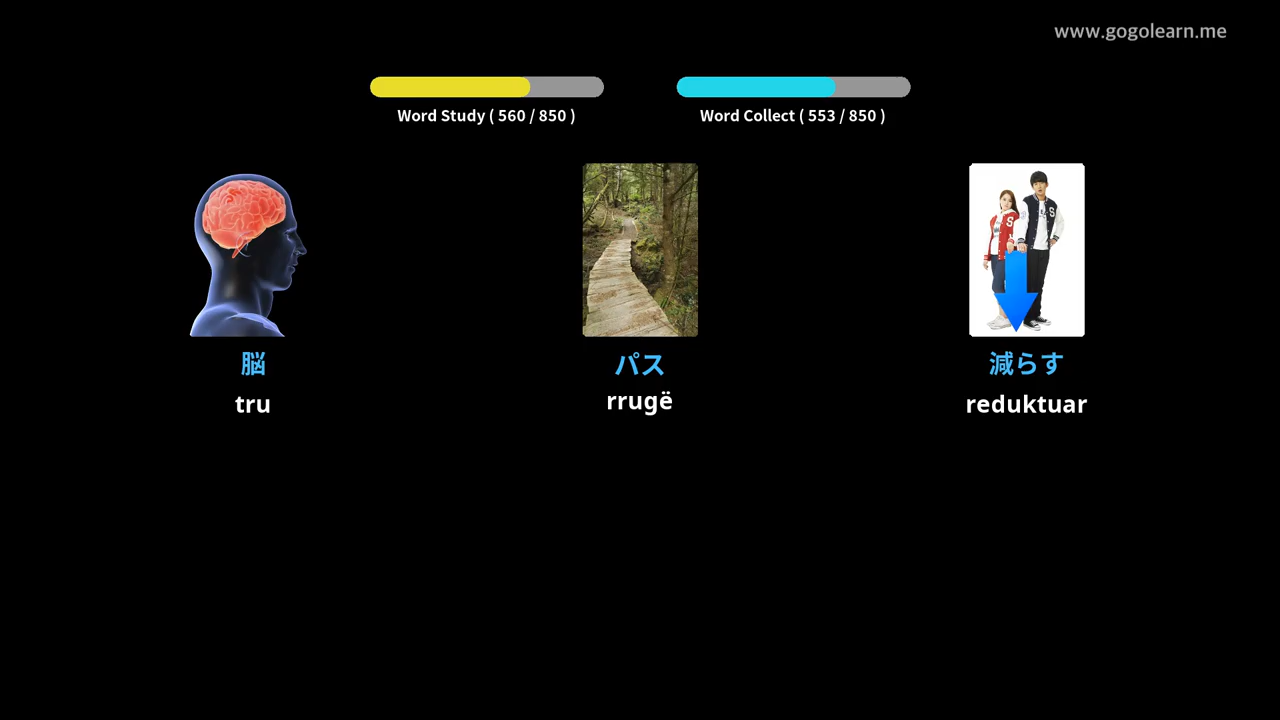 www.gogolearn.me
Word Study ( 560 / 850 )
Word Collect ( 553 / 850 )
脳
パス
減らす
tru
rrugë
reduktuar
S
S